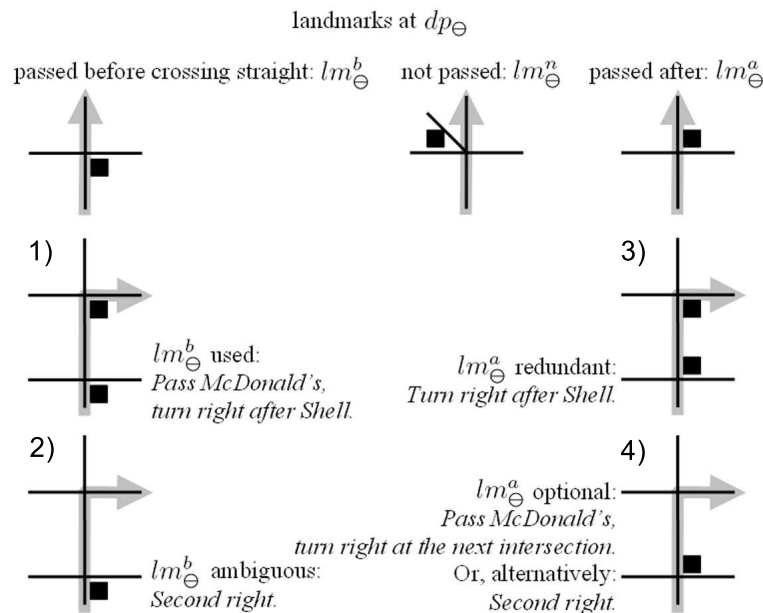 landmarks at dp⊖
passed before crossing straight: lm⊖^b
not passed: lm⊖^n
passed after: lm⊖^a
1)
lm⊖^b used:
Pass McDonald's,
turn right after Shell.
3)
lm⊖^a redundant:
Turn right after Shell.
2)
lm⊖^b ambiguous:
Second right.
4)
lm⊖^a optional:
Pass McDonald's,
turn right at the next intersection.
Or, alternatively:
Second right.